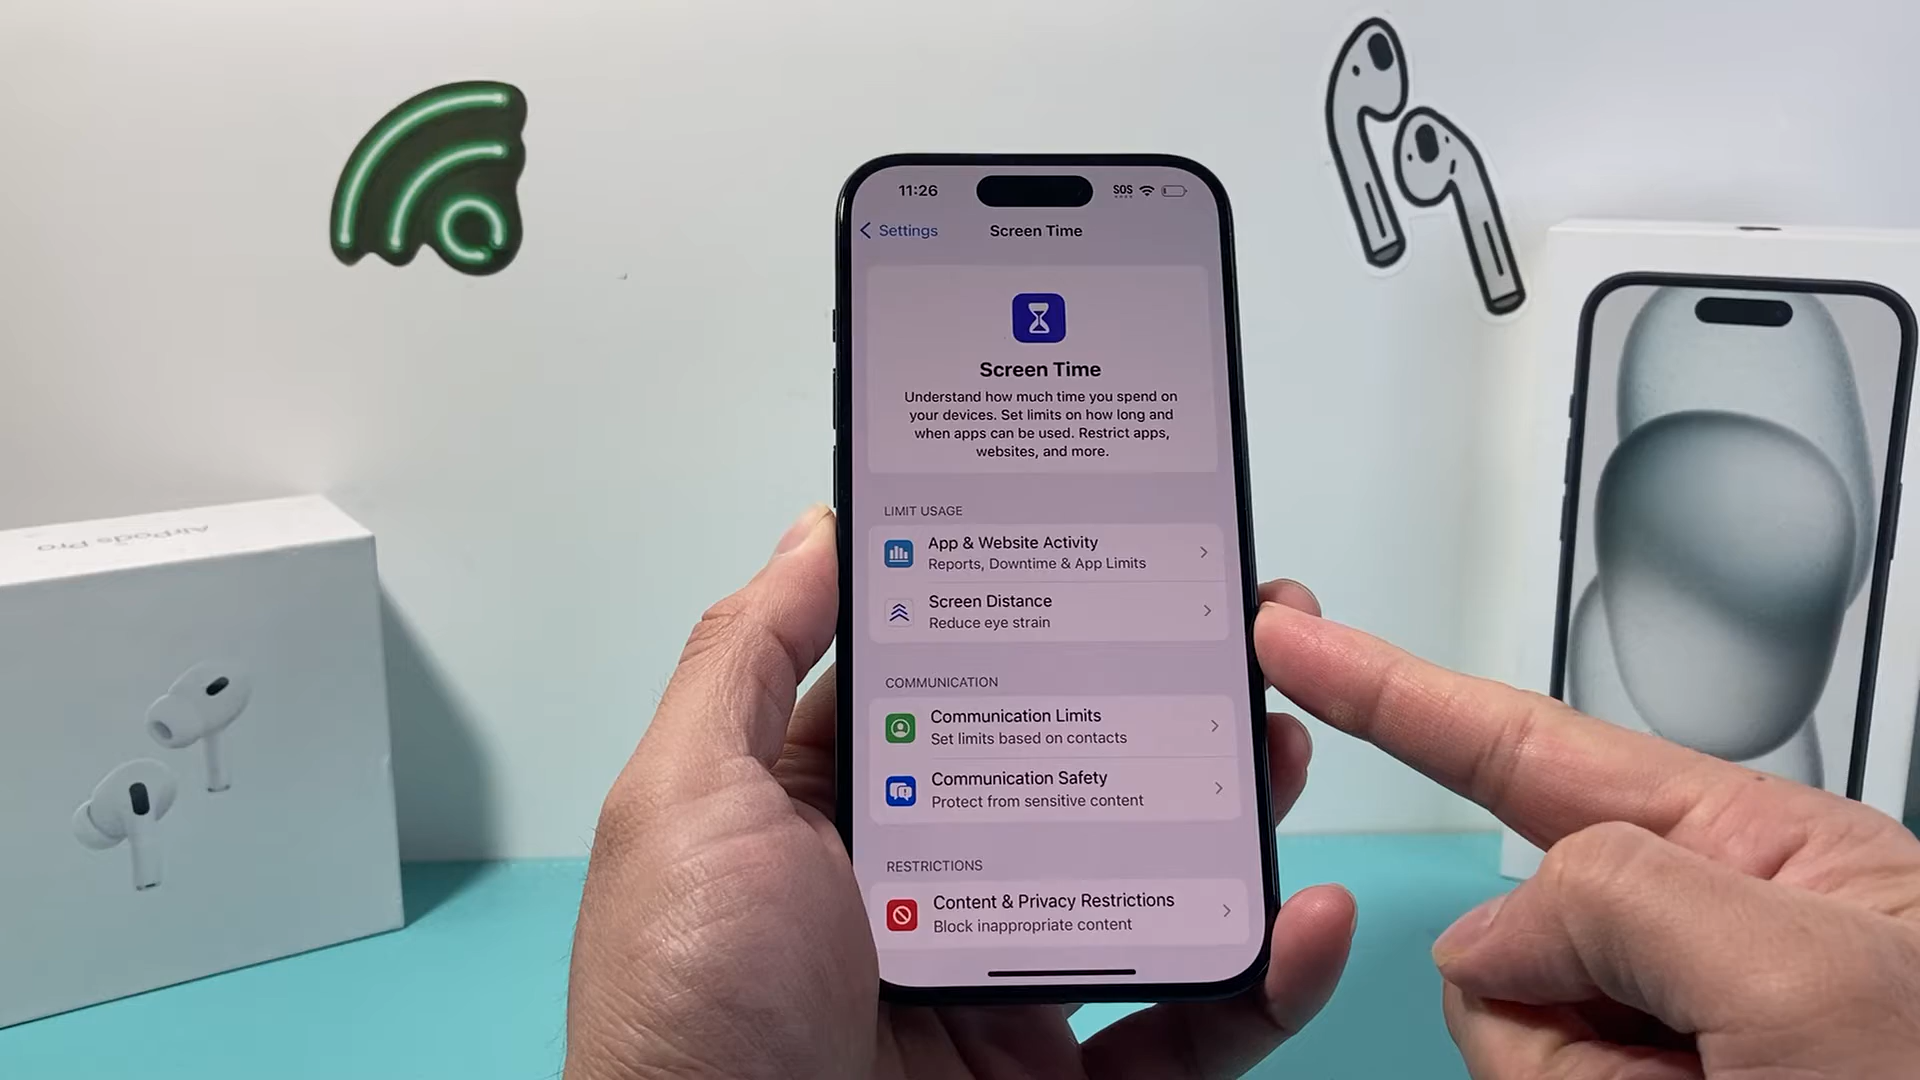 11:26 SOS
Settings Screen Time
Screen Time
Understand how much time you spend on
your devices. Set limits on how long and
when apps can be used. Restrict apps,
websites, and more.
LIMIT USAGE
App & Website Activity
Reports, Downtime & App Limits
Screen Distance
Reduce eye strain
COMMUNICATION
Communication Limits
Set limits based on contacts
Communication Safety
Protect from sensitive content
RESTRICTIONS
Content & Privacy Restrictions
Block inappropriate content
AirPods Pro